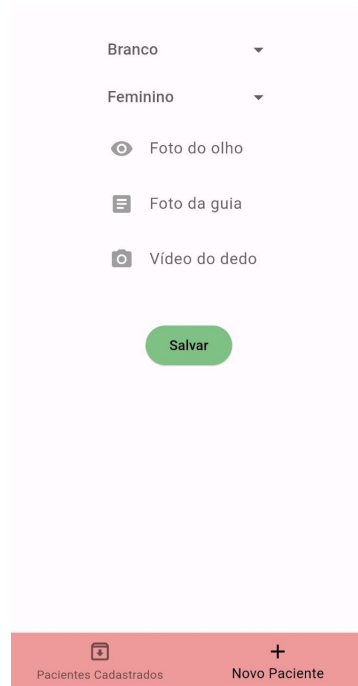 Branco
Feminino
Foto do olho
Foto da guia
Vídeo do dedo
Salvar
Pacientes Cadastrados
Novo Paciente